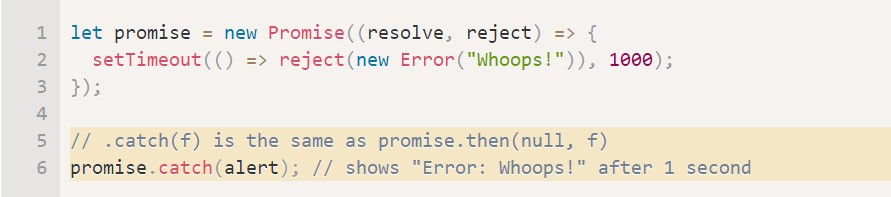 1 let promise = new Promise((resolve, reject) => {
2   setTimeout(() => reject(new Error("Whoops!")), 1000);
3 });
4
5 // .catch(f) is the same as promise.then(null, f)
6 promise.catch(alert); // shows "Error: Whoops!" after 1 second